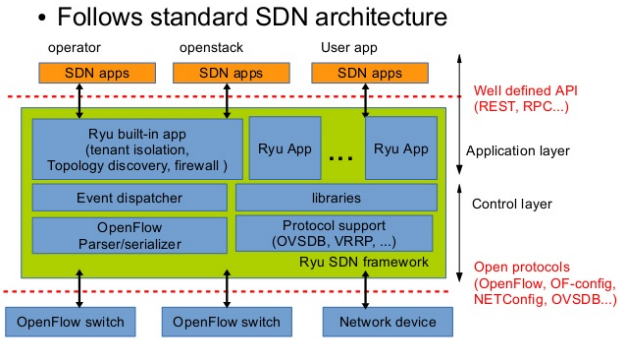 • Follows standard SDN architecture
operator
openstack
User app
SDN apps
SDN apps
SDN apps
Well defined API
(REST, RPC...)
Ryu built-in app
(tenant isolation,
Topology discovery, firewall )
Ryu App
...
Ryu App
Application layer
Event dispatcher
libraries
Control layer
OpenFlow
Parser/serializer
Protocol support
(OVSDB, VRRP, ...)
Ryu SDN framework
Open protocols
(OpenFlow, OF-config,
NETConfig, OVSDB...)
OpenFlow switch
OpenFlow switch
Network device